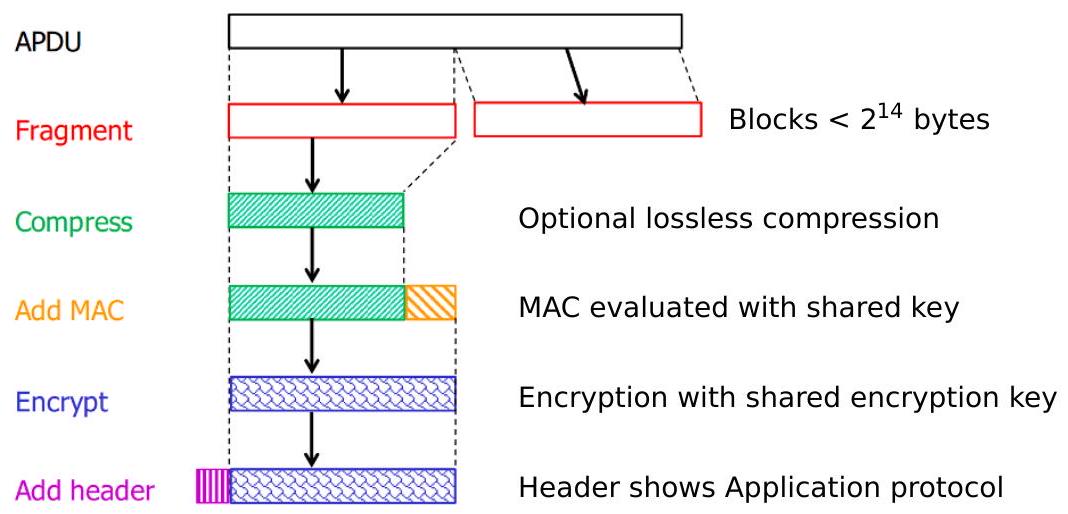 APDU
Fragment
Blocks < 2^14 bytes
Compress
Optional lossless compression
Add MAC
MAC evaluated with shared key
Encrypt
Encryption with shared encryption key
Add header
Header shows Application protocol